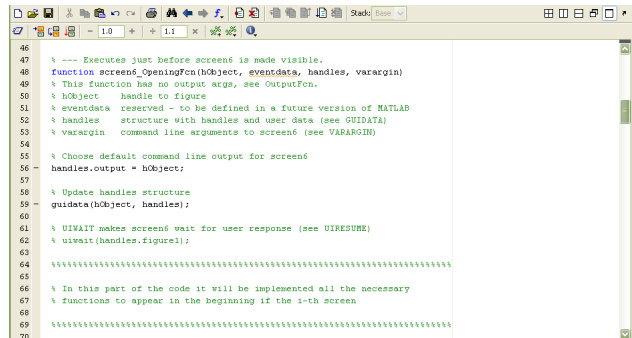 Stack: Base
- 1.0 + ÷ 1.1 ×
46
47 % --- Executes just before screen6 is made visible.
48 function screen6_OpeningFcn(hObject, eventdata, handles, varargin)
49 % This function has no output args, see OutputFcn.
50 % hObject handle to figure
51 % eventdata reserved - to be defined in a future version of MATLAB
52 % handles structure with handles and user data (see GUIDATA)
53 % varargin command line arguments to screen6 (see VARARGIN)
54
55 % Choose default command line output for screen6
56 - handles.output = hObject;
57
58 % Update handles structure
59 - guidata(hObject, handles);
60
61 % UIWAIT makes screen6 wait for user response (see UIRESUME)
62 % uiwait(handles.figure1);
63
64 %%%%%%%%%%%%%%%%%%%%%%%%%%%%%%%%%%%%%%%%%%%%%%%%%%%%%%%%%%%%%%%%%%%%%%%%%%%
65
66 % In this part of the code it will be implemented all the necessary
67 % functions to appear in the beginning if the i-th screen
68
69 %%%%%%%%%%%%%%%%%%%%%%%%%%%%%%%%%%%%%%%%%%%%%%%%%%%%%%%%%%%%%%%%%%%%%%%%%%%
70